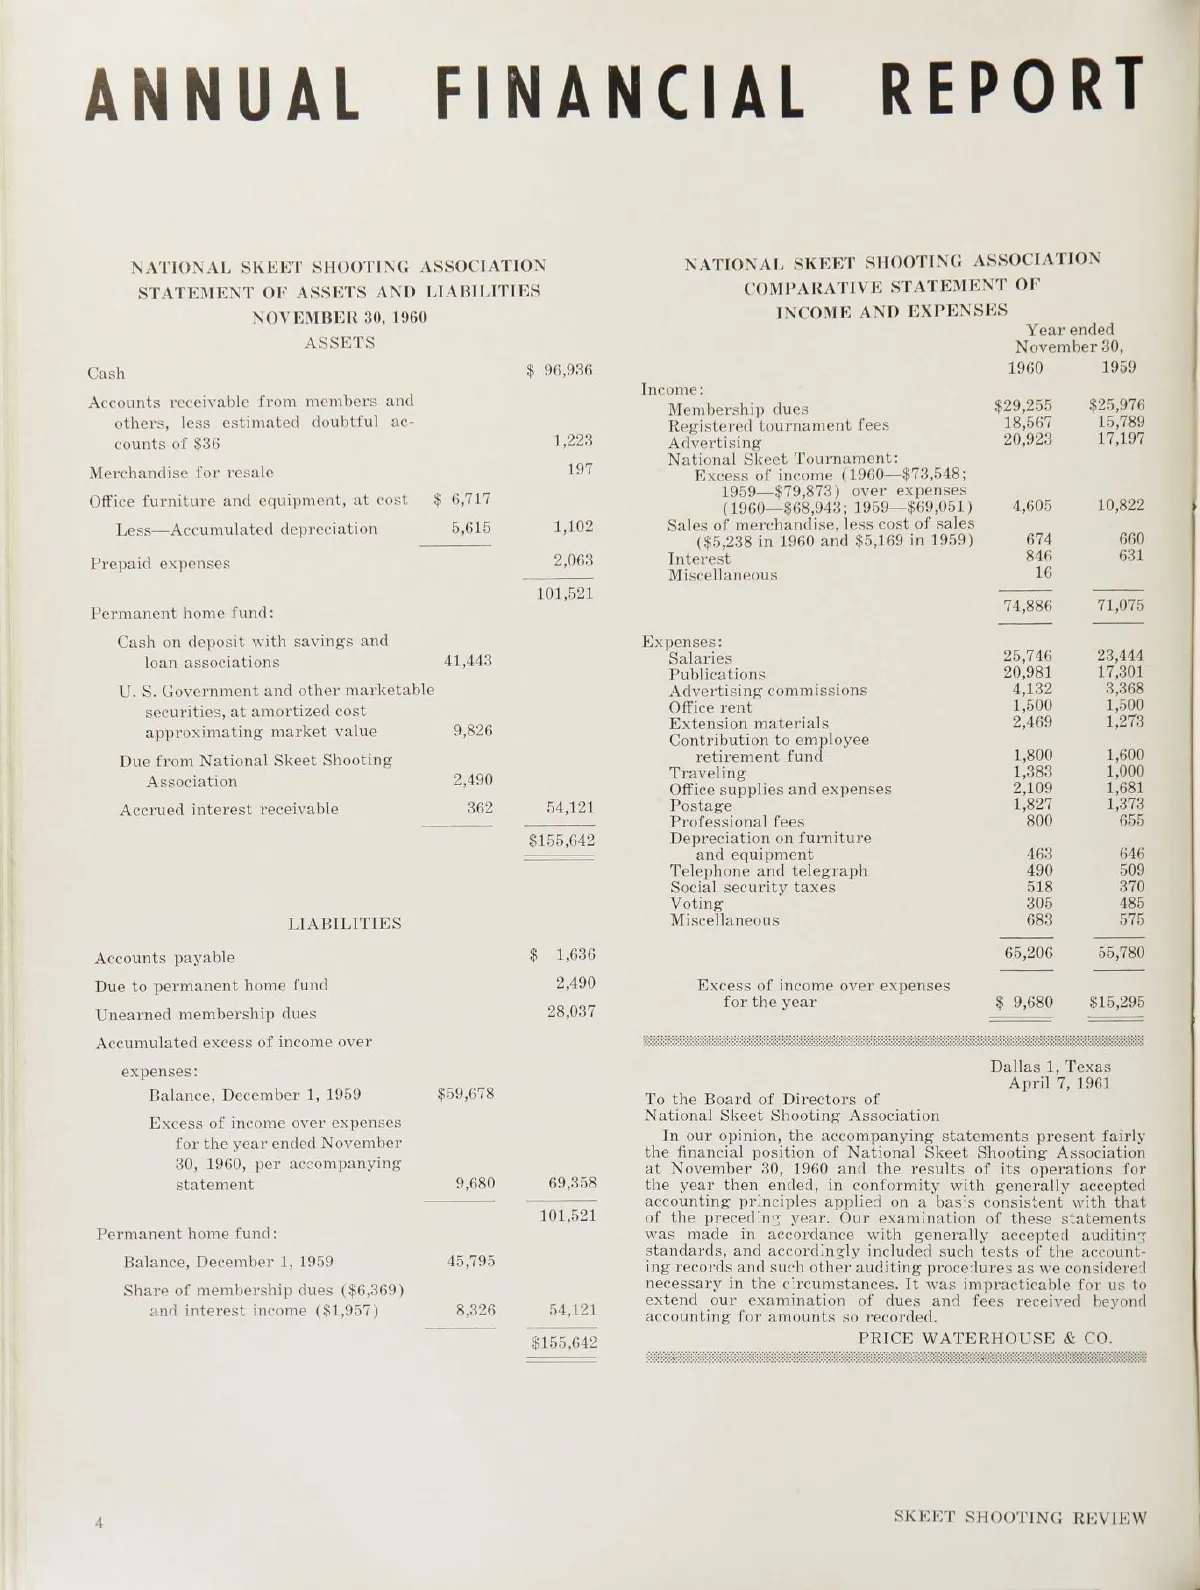 ANNUAL FINANCIAL REPORT
NATIONAL SKEET SHOOTING ASSOCIATION
STATEMENT OF ASSETS AND LIABILITIES
NOVEMBER 30, 1960
ASSETS
Cash $ 96,936
Accounts receivable from members and
others, less estimated doubtful ac-
counts of $36 1,223
Merchandise for resale 197
Office furniture and equipment, at cost $ 6,717
Less—Accumulated depreciation 5,615 1,102
Prepaid expenses 2,063
101,521
Permanent home fund:
Cash on deposit with savings and
loan associations 41,443
U. S. Government and other marketable
securities, at amortized cost
approximating market value 9,826
Due from National Skeet Shooting
Association 2,490
Accrued interest receivable 362 54,121
$155,642
LIABILITIES
Accounts payable $ 1,636
Due to permanent home fund 2,490
Unearned membership dues 28,037
Accumulated excess of income over
expenses:
Balance, December 1, 1959 $59,678
Excess of income over expenses
for the year ended November
30, 1960, per accompanying
statement 9,680 69,358
101,521
Permanent home fund:
Balance, December 1, 1959 45,795
Share of membership dues ($6,369)
and interest income ($1,957) 8,326 54,121
$155,642
NATIONAL SKEET SHOOTING ASSOCIATION
COMPARATIVE STATEMENT OF
INCOME AND EXPENSES
Year ended
November 30,
1960 1959
Income:
Membership dues $29,255 $25,976
Registered tournament fees 18,567 15,789
Advertising 20,923 17,197
National Skeet Tournament:
Excess of income (1960—$73,548;
1959—$79,873) over expenses
(1960—$68,943; 1959—$69,051) 4,605 10,822
Sales of merchandise, less cost of sales
($5,238 in 1960 and $5,169 in 1959) 674 660
Interest 846 631
Miscellaneous 16
74,886 71,075
Expenses:
Salaries 25,746 23,444
Publications 20,981 17,301
Advertising commissions 4,132 3,368
Office rent 1,500 1,500
Extension materials 2,469 1,273
Contribution to employee
retirement fund 1,800 1,600
Traveling 1,383 1,000
Office supplies and expenses 2,109 1,681
Postage 1,827 1,373
Professional fees 800 655
Depreciation on furniture
and equipment 463 646
Telephone and telegraph 490 509
Social security taxes 518 370
Voting 305 485
Miscellaneous 683 575
65,206 55,780
Excess of income over expenses
for the year $ 9,680 $15,295
Dallas 1, Texas
April 7, 1961
To the Board of Directors of
National Skeet Shooting Association
In our opinion, the accompanying statements present fairly
the financial position of National Skeet Shooting Association
at November 30, 1960 and the results of its operations for
the year then ended, in conformity with generally accepted
accounting principles applied on a basis consistent with that
of the preceding year. Our examination of these statements
was made in accordance with generally accepted auditing
standards, and accordingly included such tests of the account-
ing records and such other auditing procedures as we considered
necessary in the circumstances. It was impracticable for us to
extend our examination of dues and fees received beyond
accounting for amounts so recorded.
PRICE WATERHOUSE & CO.
4
SKEET SHOOTING REVIEW